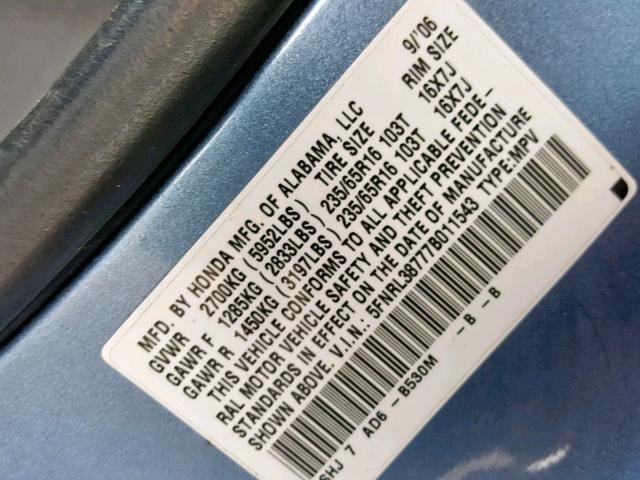 MFD. BY HONDA MFG. OF ALABAMA, LLC 9/'06
GVWR 2700KG (5952LBS) TIRE SIZE RIM SIZE
GAWR F 1285KG (2833LBS) 235/65R16 103T 16X7J
GAWR R 1450KG (3197LBS) 235/65R16 103T 16X7J
THIS VEHICLE CONFORMS TO ALL APPLICABLE FEDE-
RAL MOTOR VEHICLE SAFETY AND THEFT PREVENTION
STANDARDS IN EFFECT ON THE DATE OF MANUFACTURE
SHOWN ABOVE. V.I.N.: 5FNRL38777B011543 TYPE:MPV
SHJ 7 AD6 - B530M - B - B